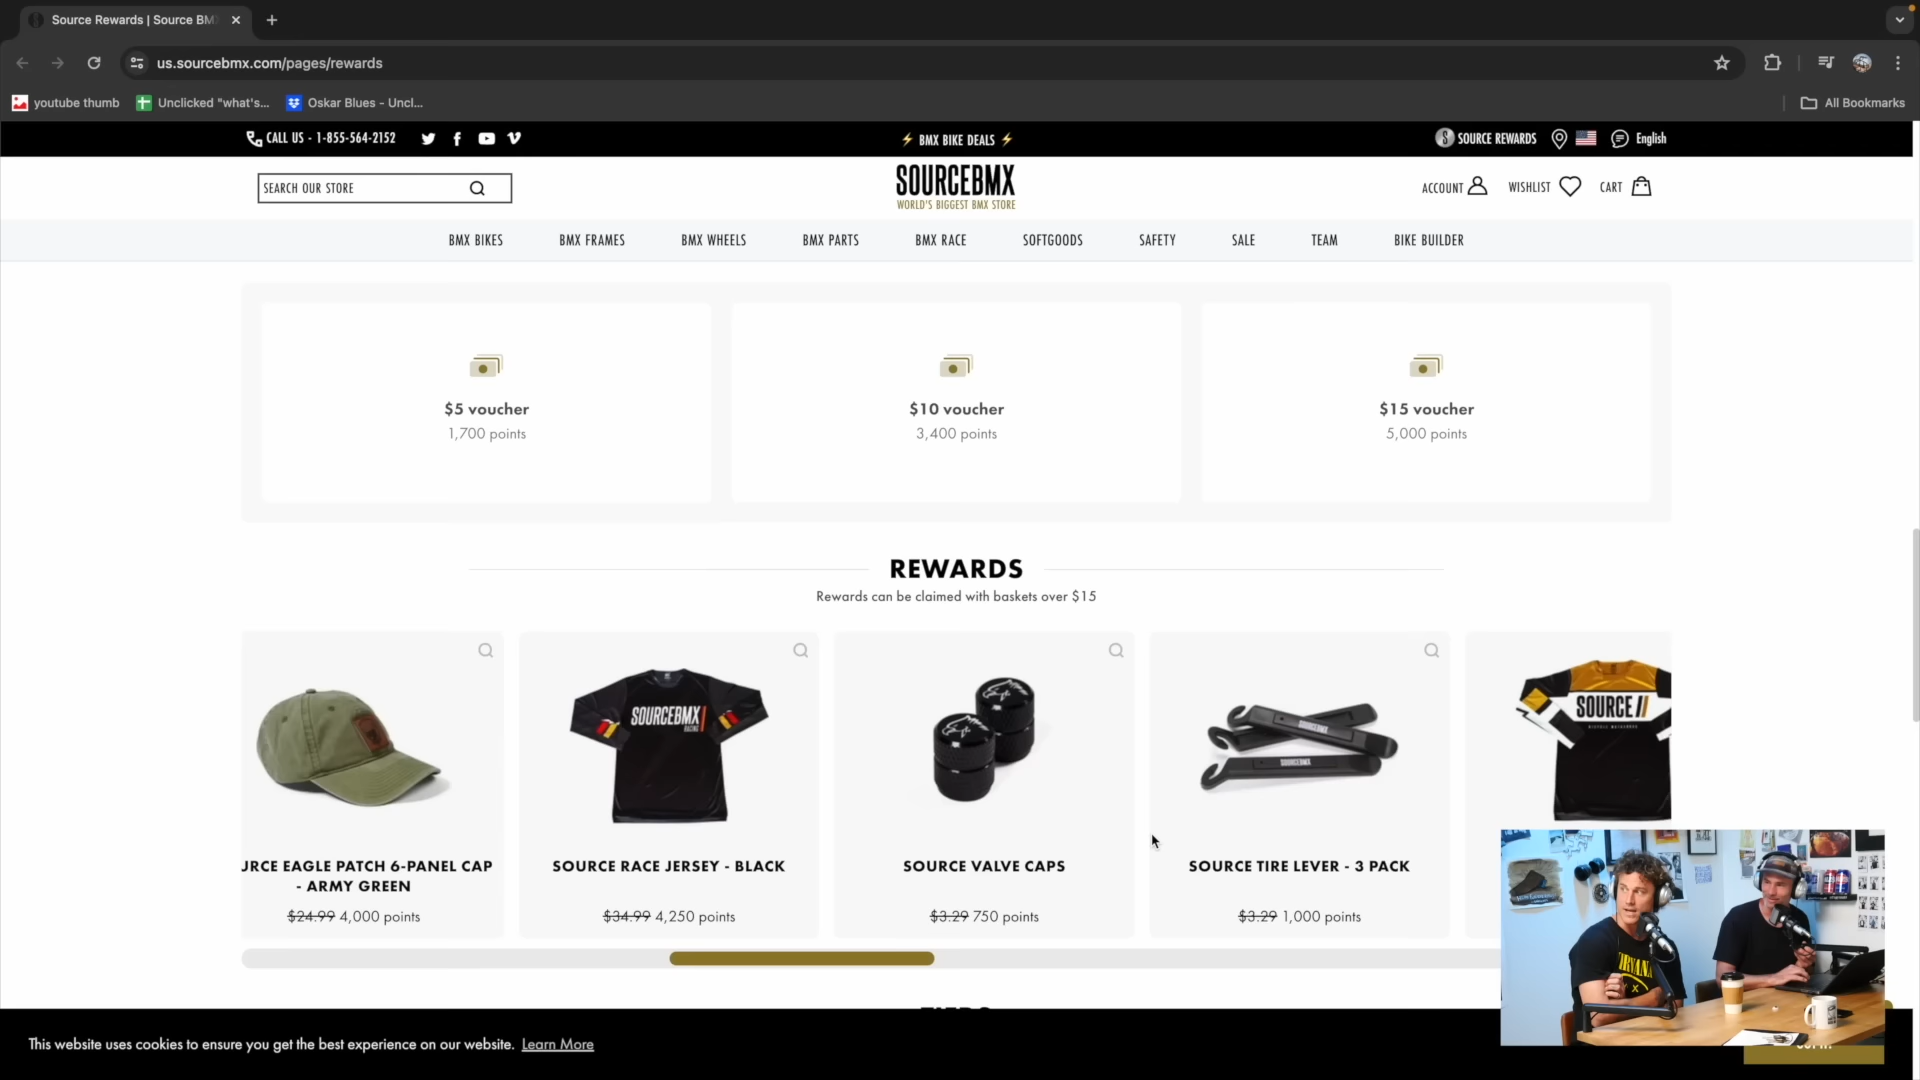 Source Rewards | Source BM
us.sourcebmx.com/pages/rewards
youtube thumb
Unclicked "what's...
Oskar Blues - Uncl...
All Bookmarks
CALL US - 1-855-564-2152
⚡ BMX BIKE DEALS ⚡
SOURCE REWARDS
English
SEARCH OUR STORE
SOURCEBMX
WORLD'S BIGGEST BMX STORE
ACCOUNT
WISHLIST
CART
BMX BIKES
BMX FRAMES
BMX WHEELS
BMX PARTS
BMX RACE
SOFTGOODS
SAFETY
SALE
TEAM
BIKE BUILDER
$5 voucher
1,700 points
$10 voucher
3,400 points
$15 voucher
5,000 points
REWARDS
Rewards can be claimed with baskets over $15
SOURCEBMX
RACING
SOURCEBMX
SOURCEBMX
SOURCE //
URCE EAGLE PATCH 6-PANEL CAP
- ARMY GREEN
$24.99 4,000 points
SOURCE RACE JERSEY - BLACK
$34.99 4,250 points
SOURCE VALVE CAPS
$3.29 750 points
SOURCE TIRE LEVER - 3 PACK
$3.29 1,000 points
NIRVANA
This website uses cookies to ensure you get the best experience on our website. Learn More